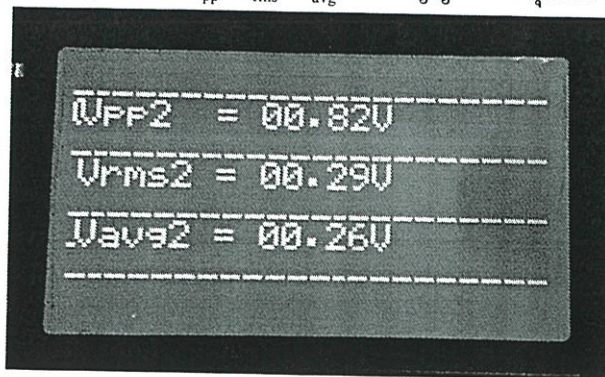 Vpp2 = 00.82V
Vrms2 = 00.29V
Vavg2 = 00.26V